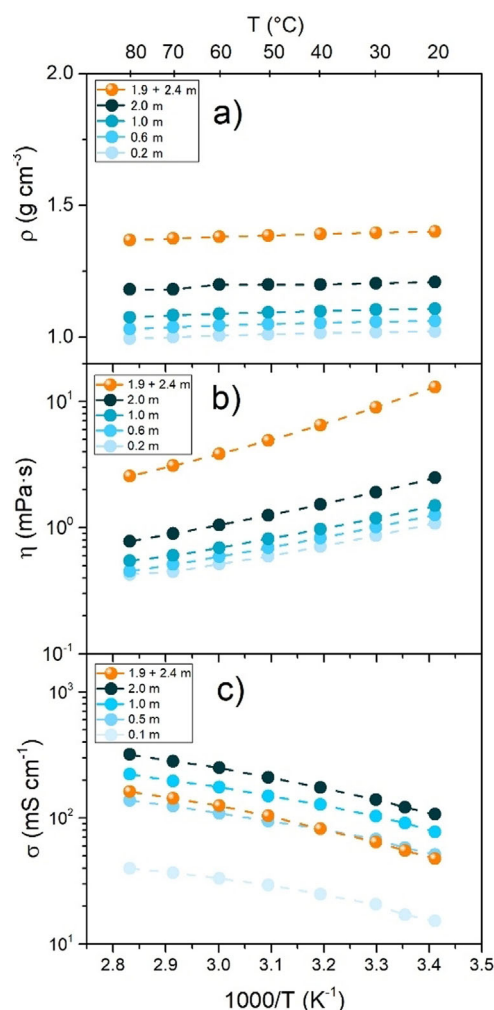 T (°C)
80 70 60 50 40 30 20
2.0
1.9 + 2.4 m
2.0 m
1.0 m
0.6 m
0.2 m
a)
ρ (g cm⁻³)
1.5
1.0
1.9 + 2.4 m
2.0 m
1.0 m
0.6 m
0.2 m
b)
10¹
η (mPa·s)
10⁰
10⁻¹
1.9 + 2.4 m
2.0 m
1.0 m
0.5 m
0.1 m
c)
10³
σ (mS cm⁻¹)
10²
10¹
2.8 2.9 3.0 3.1 3.2 3.3 3.4 3.5
1000/T (K⁻¹)